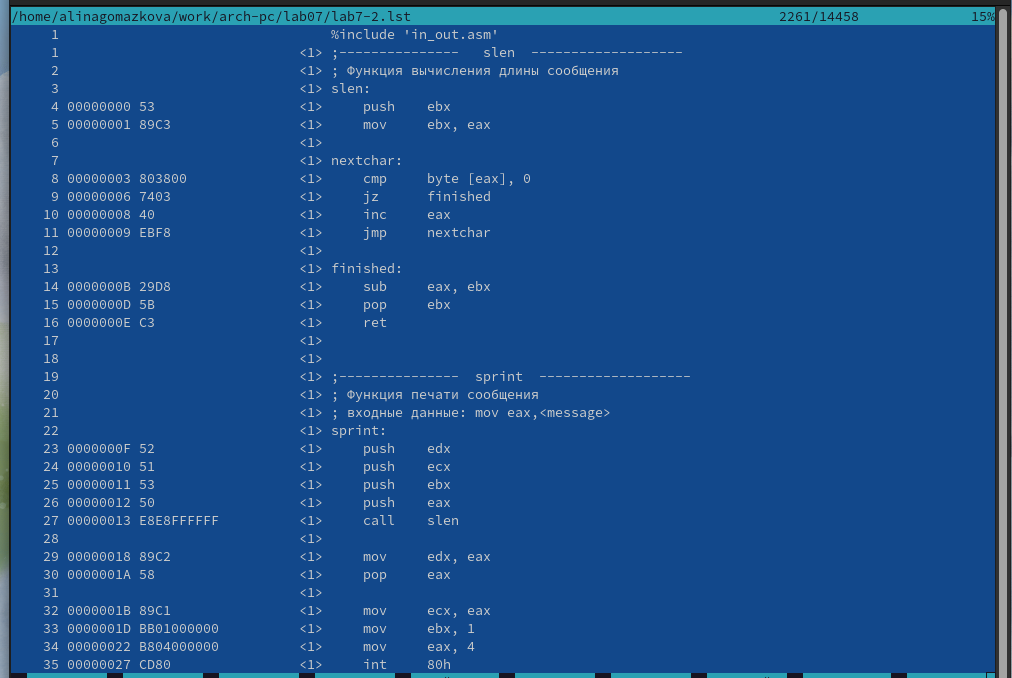 /home/alinagomazkova/work/arch-pc/lab07/lab7-2.lst 2261/14458 15%
1 %include 'in_out.asm'
1 <1> ;--------------- slen -------------------
2 <1> ; Функция вычисления длины сообщения
3 <1> slen:
4 00000000 53 <1> push ebx
5 00000001 89C3 <1> mov ebx, eax
6 <1>
7 <1> nextchar:
8 00000003 803800 <1> cmp byte [eax], 0
9 00000006 7403 <1> jz finished
10 00000008 40 <1> inc eax
11 00000009 EBF8 <1> jmp nextchar
12 <1>
13 <1> finished:
14 0000000B 29D8 <1> sub eax, ebx
15 0000000D 5B <1> pop ebx
16 0000000E C3 <1> ret
17 <1>
18 <1>
19 <1> ;--------------- sprint -------------------
20 <1> ; Функция печати сообщения
21 <1> ; входные данные: mov eax,<message>
22 <1> sprint:
23 0000000F 52 <1> push edx
24 00000010 51 <1> push ecx
25 00000011 53 <1> push ebx
26 00000012 50 <1> push eax
27 00000013 E8E8FFFFFF <1> call slen
28 <1>
29 00000018 89C2 <1> mov edx, eax
30 0000001A 58 <1> pop eax
31 <1>
32 0000001B 89C1 <1> mov ecx, eax
33 0000001D BB01000000 <1> mov ebx, 1
34 00000022 B804000000 <1> mov eax, 4
35 00000027 CD80 <1> int 80h